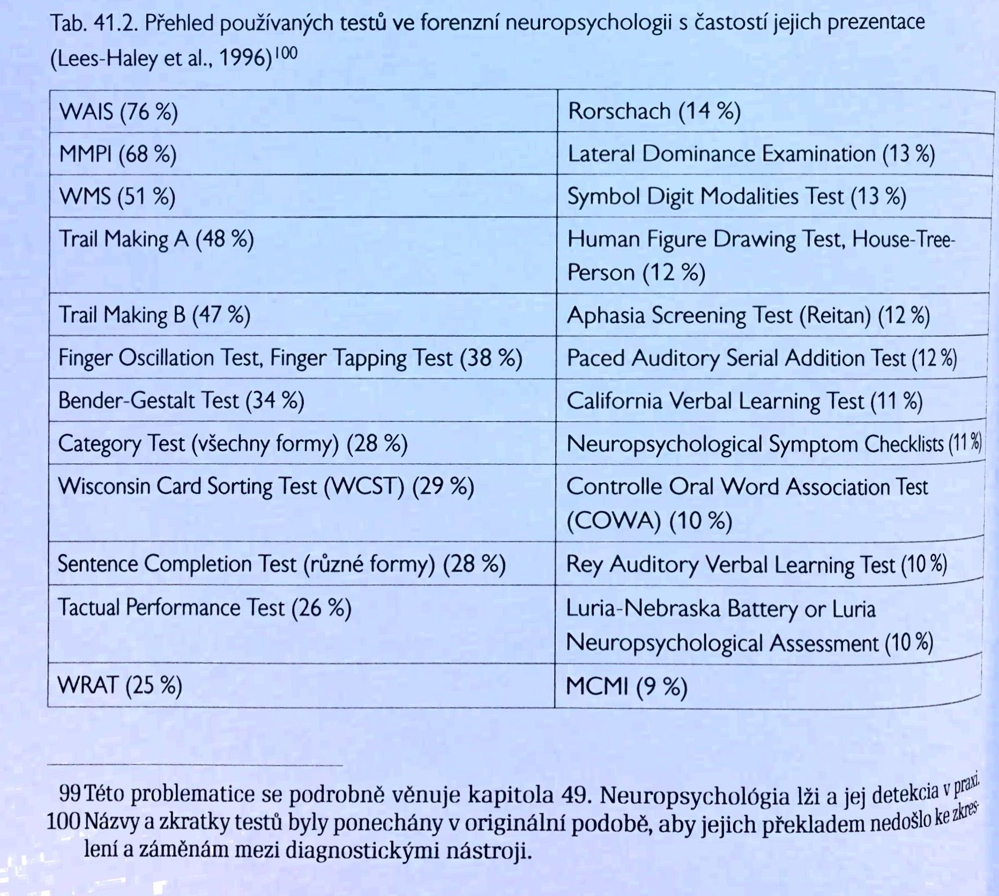 Tab. 41.2. Přehled používaných testů ve forenzní neuropsychologii s častostí jejich prezentace
(Lees-Haley et al., 1996)100
WAIS (76 %)
Rorschach (14 %)
MMPI (68 %)
Lateral Dominance Examination (13 %)
WMS (51 %)
Symbol Digit Modalities Test (13 %)
Trail Making A (48 %)
Human Figure Drawing Test, House-Tree-
Person (12 %)
Trail Making B (47 %)
Aphasia Screening Test (Reitan) (12 %)
Finger Oscillation Test, Finger Tapping Test (38 %)
Paced Auditory Serial Addition Test (12 %)
Bender-Gestalt Test (34 %)
California Verbal Learning Test (11 %)
Category Test (všechny formy) (28 %)
Neuropsychological Symptom Checklists (11 %)
Wisconsin Card Sorting Test (WCST) (29 %)
Controlle Oral Word Association Test
(COWA) (10 %)
Sentence Completion Test (různé formy) (28 %)
Rey Auditory Verbal Learning Test (10 %)
Tactual Performance Test (26 %)
Luria-Nebraska Battery or Luria
Neuropsychological Assessment (10 %)
WRAT (25 %)
MCMI (9 %)
99 Této problematice se podrobně věnuje kapitola 49. Neuropsychológia lži a jej detekcia v praxi.
100 Názvy a zkratky testů byly ponechány v originální podobě, aby jejich překladem nedošlo ke zkres-
lení a záměnám mezi diagnostickými nástroji.